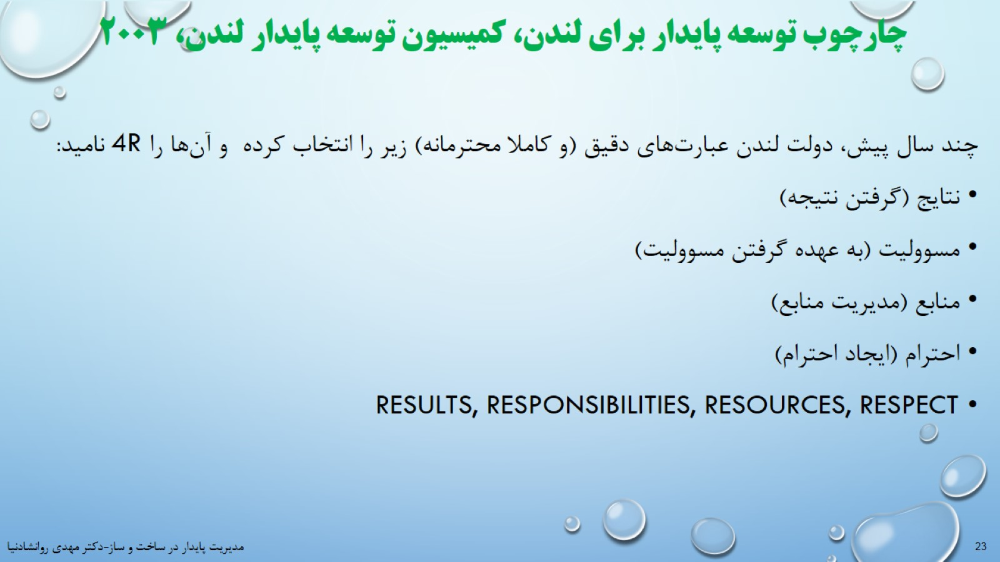 چارچوب توسعه پایدار برای لندن، کمیسیون توسعه پایدار لندن، ۲۰۰۳
چند سال پیش، دولت لندن عبارت‌های دقیق (و کاملا محترمانه) زیر را انتخاب کرده و آن‌ها را 4R نامید:
• نتایج (گرفتن نتیجه)
• مسوولیت (به عهده گرفتن مسوولیت)
• منابع (مدیریت منابع)
• احترام (ایجاد احترام)
• RESULTS, RESPONSIBILITIES, RESOURCES, RESPECT
مدیریت پایدار در ساخت و ساز-دکتر مهدی روانشادنیا
23